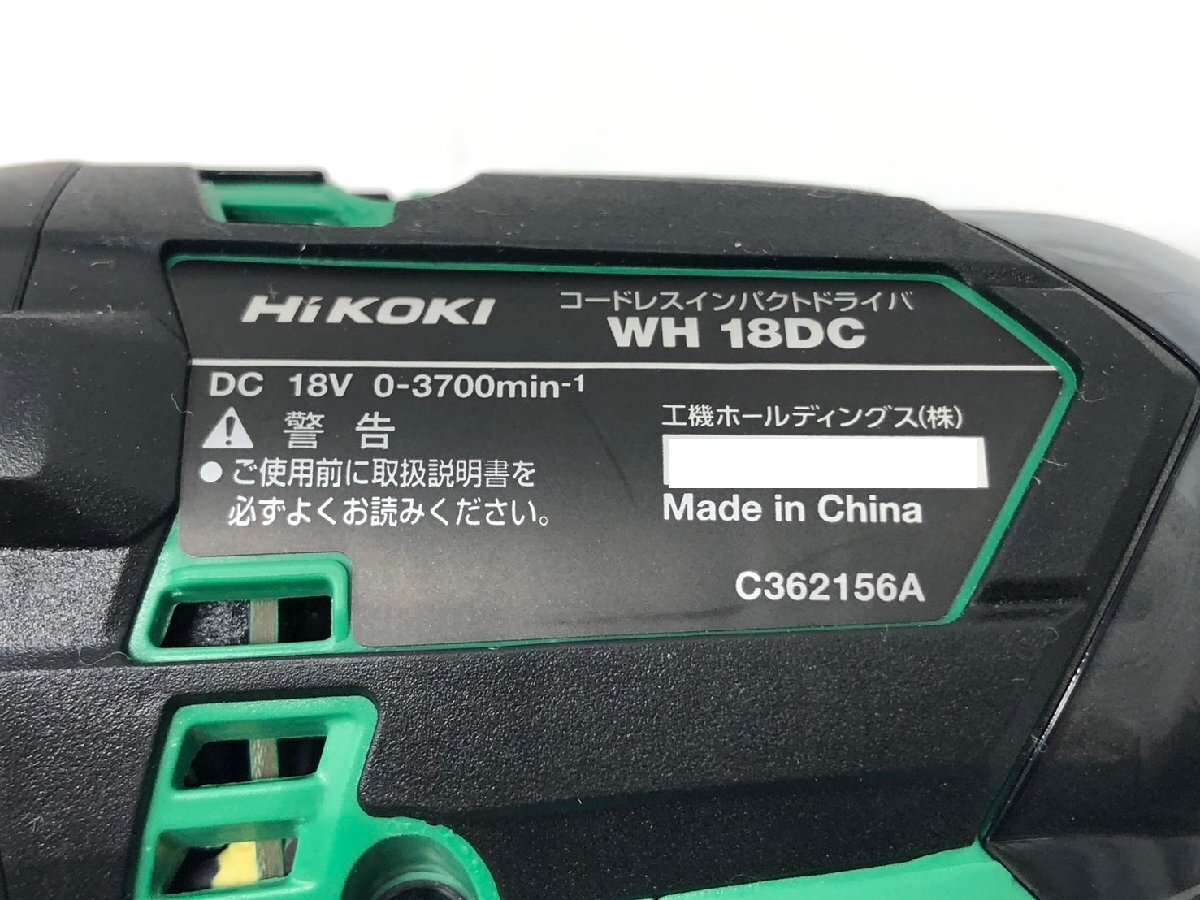 HiKOKI
コードレスインパクトドライバ
WH 18DC
DC 18V 0-3700min-1
警告
● ご使用前に取扱説明書を
必ずよくお読みください。
工機ホールディングス(株)
Made in China
C362156A